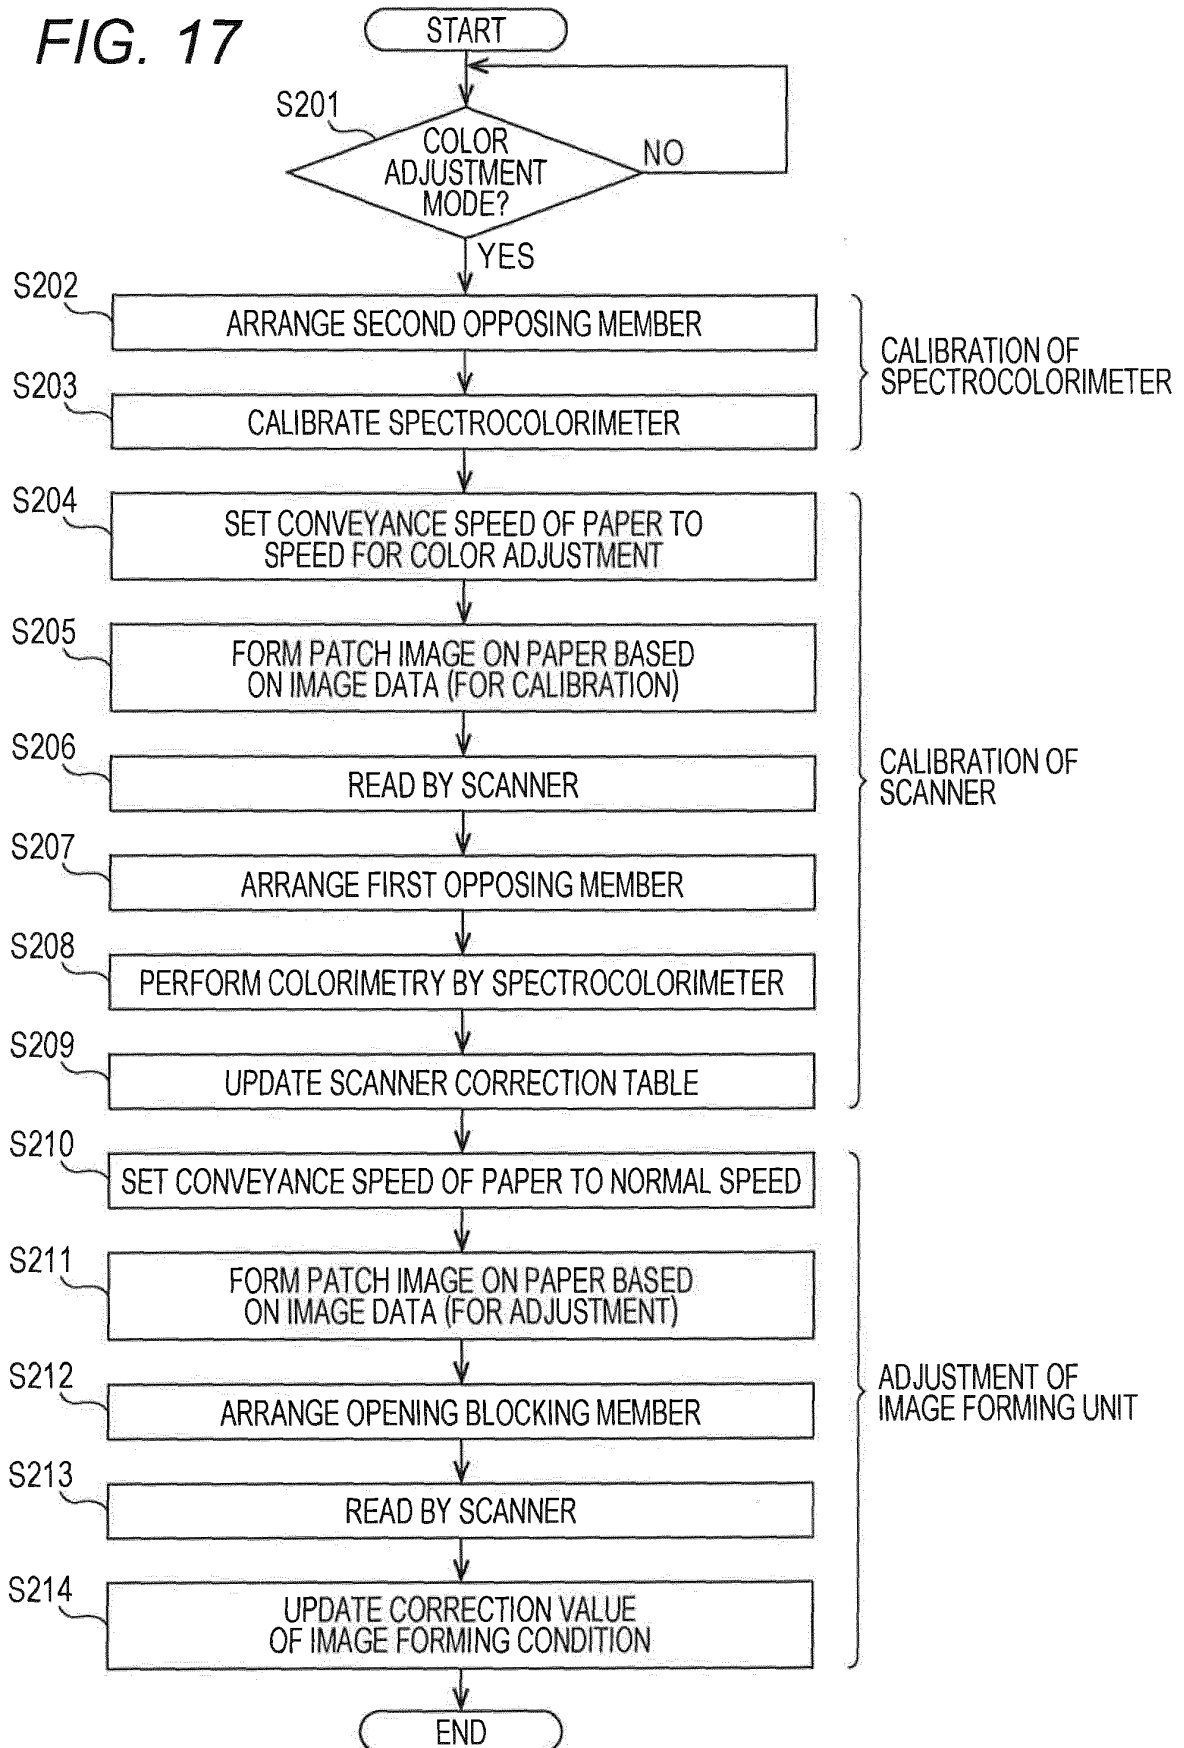 FIG. 17
START
S201
COLOR
ADJUSTMENT
MODE?
NO
YES
S202
ARRANGE SECOND OPPOSING MEMBER
S203
CALIBRATE SPECTROCOLORIMETER
CALIBRATION OF
SPECTROCOLORIMETER
S204
SET CONVEYANCE SPEED OF PAPER TO
SPEED FOR COLOR ADJUSTMENT
S205
FORM PATCH IMAGE ON PAPER BASED
ON IMAGE DATA (FOR CALIBRATION)
S206
READ BY SCANNER
S207
ARRANGE FIRST OPPOSING MEMBER
S208
PERFORM COLORIMETRY BY SPECTROCOLORIMETER
S209
UPDATE SCANNER CORRECTION TABLE
CALIBRATION OF
SCANNER
S210
SET CONVEYANCE SPEED OF PAPER TO NORMAL SPEED
S211
FORM PATCH IMAGE ON PAPER BASED
ON IMAGE DATA (FOR ADJUSTMENT)
S212
ARRANGE OPENING BLOCKING MEMBER
S213
READ BY SCANNER
S214
UPDATE CORRECTION VALUE
OF IMAGE FORMING CONDITION
ADJUSTMENT OF
IMAGE FORMING UNIT
END